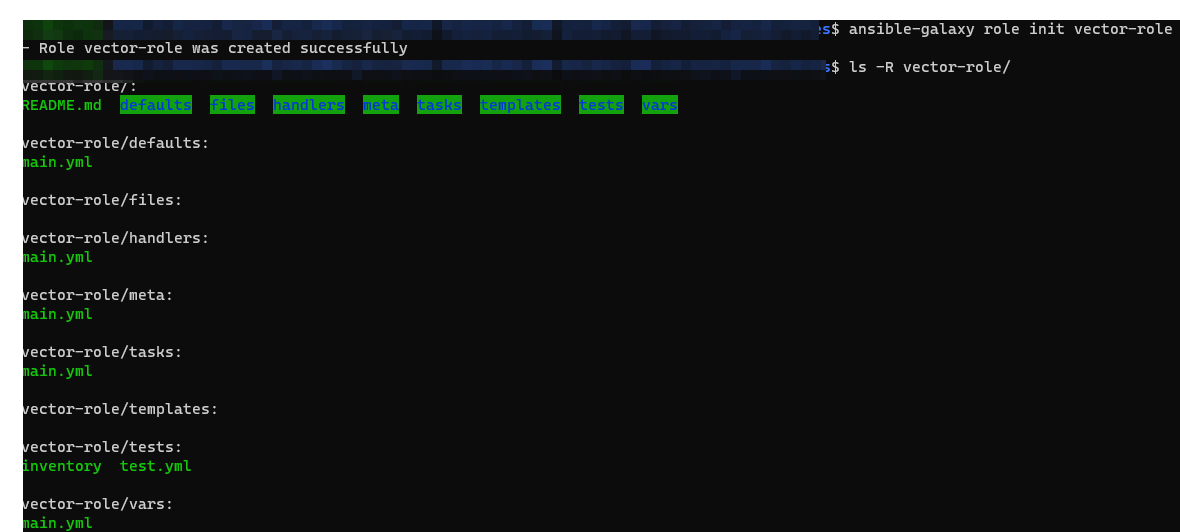 s$ ansible-galaxy role init vector-role
- Role vector-role was created successfully
s$ ls -R vector-role/
vector-role/:
README.md defaults files handlers meta tasks templates tests vars
vector-role/defaults:
main.yml
vector-role/files:
vector-role/handlers:
main.yml
vector-role/meta:
main.yml
vector-role/tasks:
main.yml
vector-role/templates:
vector-role/tests:
inventory test.yml
vector-role/vars:
main.yml